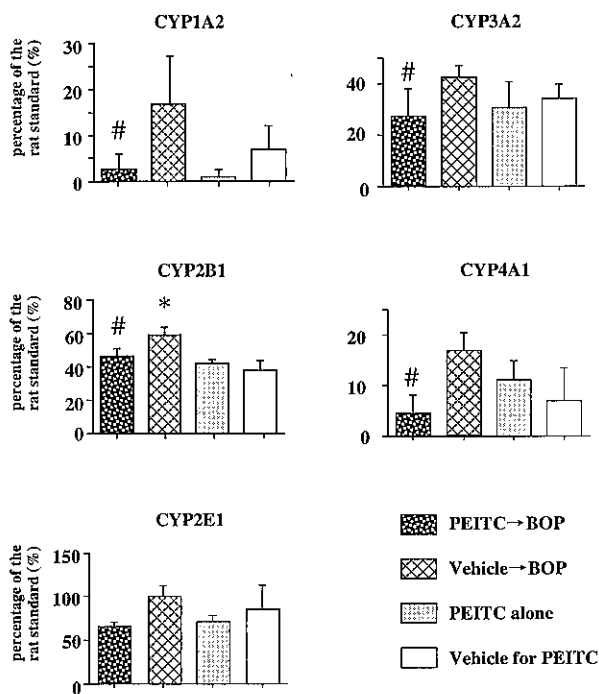 CYP1A2
percentage of the
rat standard (%)
30
20
10
0
#
CYP3A2
40
20
0
#
CYP2B1
percentage of the
rat standard (%)
80
60
40
20
0
#
*
CYP4A1
20
10
0
#
CYP2E1
percentage of the
rat standard (%)
150
100
50
0
PEITC→BOP
Vehicle→BOP
PEITC alone
Vehicle for PEITC